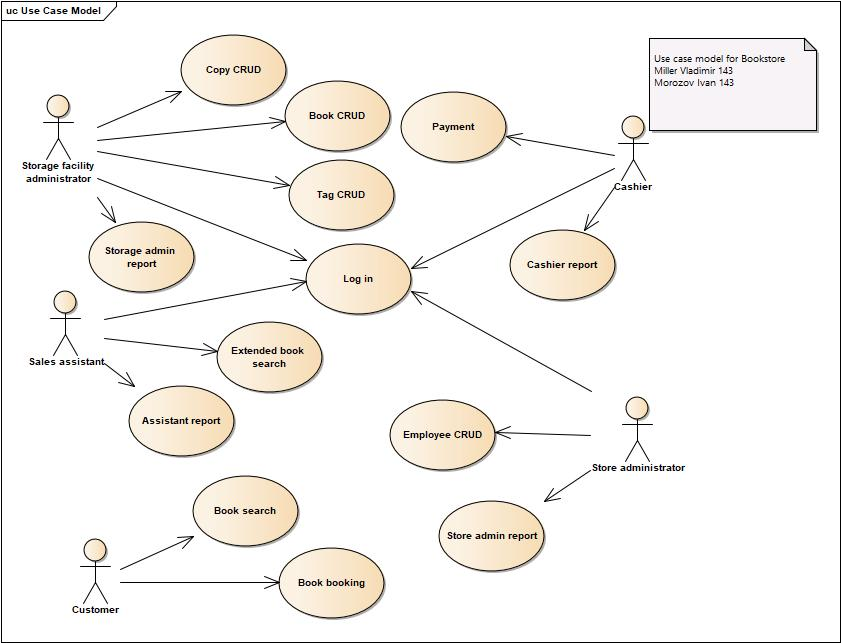 uc Use Case Model
Copy CRUD
Use case model for Bookstore
Miller Vladimir 143
Morozov Ivan 143
Book CRUD
Payment
Storage facility
administrator
Cashier
Tag CRUD
Storage admin
report
Cashier report
Log in
Sales assistant
Extended book
search
Assistant report
Employee CRUD
Store administrator
Book search
Store admin report
Book booking
Customer